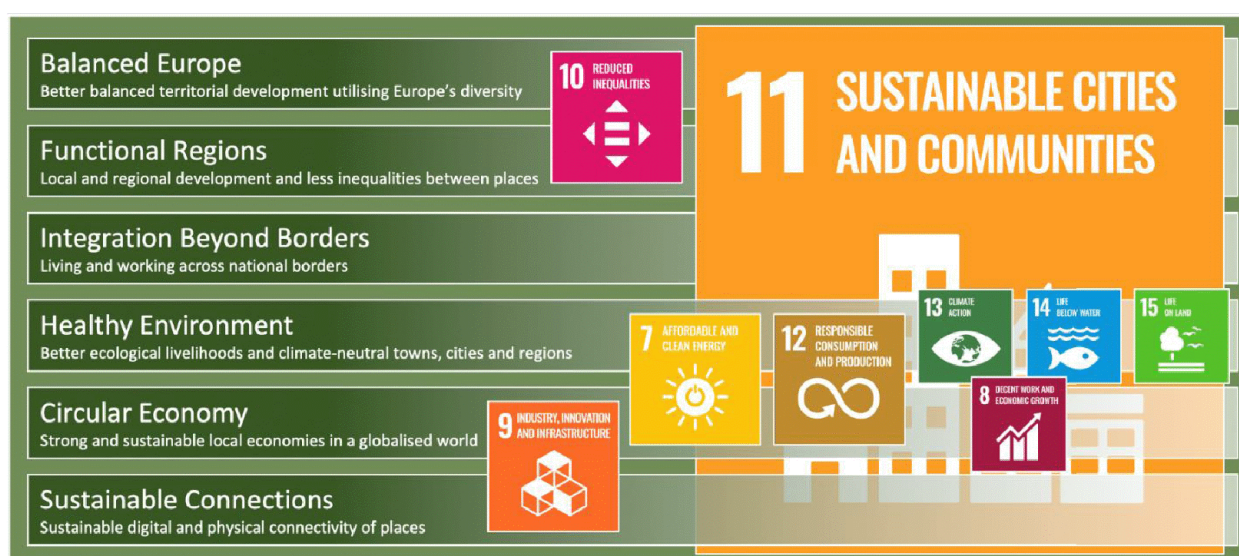 Balanced Europe
Better balanced territorial development utilising Europe's diversity
10 REDUCED
INEQUALITIES
11 SUSTAINABLE CITIES
AND COMMUNITIES
Functional Regions
Local and regional development and less inequalities between places
Integration Beyond Borders
Living and working across national borders
Healthy Environment
Better ecological livelihoods and climate-neutral towns, cities and regions
7 AFFORDABLE AND
CLEAN ENERGY
12 RESPONSIBLE
CONSUMPTION
AND PRODUCTION
13 CLIMATE
ACTION
14 LIFE
BELOW WATER
15 LIFE
ON LAND
Circular Economy
Strong and sustainable local economies in a globalised world
9 INDUSTRY, INNOVATION
AND INFRASTRUCTURE
8 DECENT WORK AND
ECONOMIC GROWTH
Sustainable Connections
Sustainable digital and physical connectivity of places